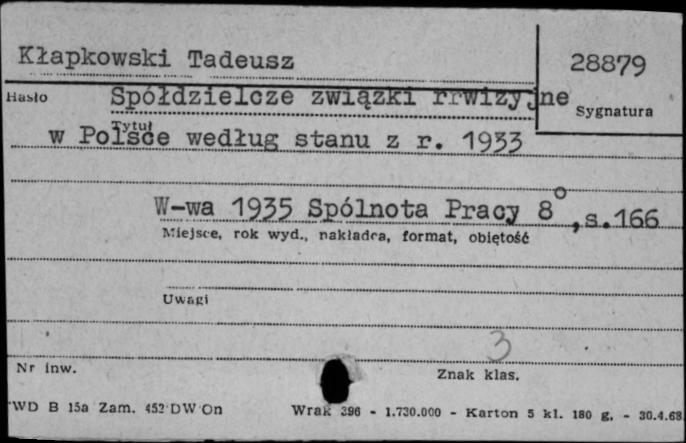 Kłapkowski Tadeusz
28879
Hasło
Spółdzielcze związki rrwizyjne
Sygnatura
Tytuł
w Polsce według stanu z r. 1933
W-wa 1935 Spólnota Pracy 8° , s.166
Miejsce, rok wyd., nakładca, format, objętość
Uwagi
3
Nr inw.
Znak klas.
WD B 15a Zam. 452 DW On Wrak 396 - 1.730.000 - Karton 5 kl. 180 g. - 30.4.68